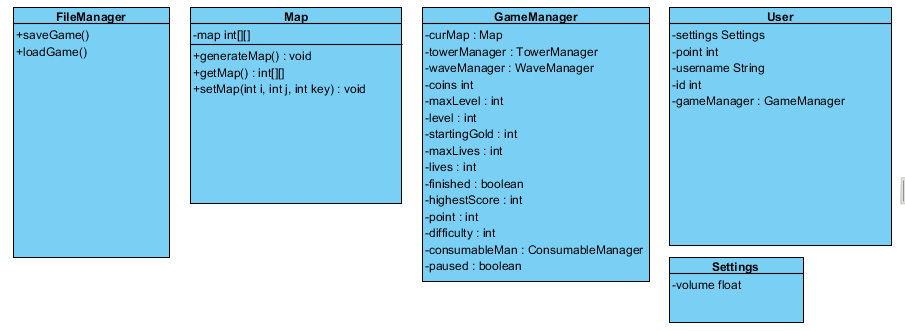 FileManager
+saveGame()
+loadGame()
Map
-map int[][]
+generateMap() : void
+getMap() : int[][]
+setMap(int i, int j, int key) : void
GameManager
-curMap : Map
-towerManager : TowerManager
-waveManager : WaveManager
-coins int
-maxLevel : int
-level : int
-startingGold : int
-maxLives : int
-lives : int
-finished : boolean
-highestScore : int
-point : int
-difficulty : int
-consumableMan : ConsumableManager
-paused : boolean
User
-settings Settings
-point int
-username String
-id int
-gameManager : GameManager
Settings
-volume float